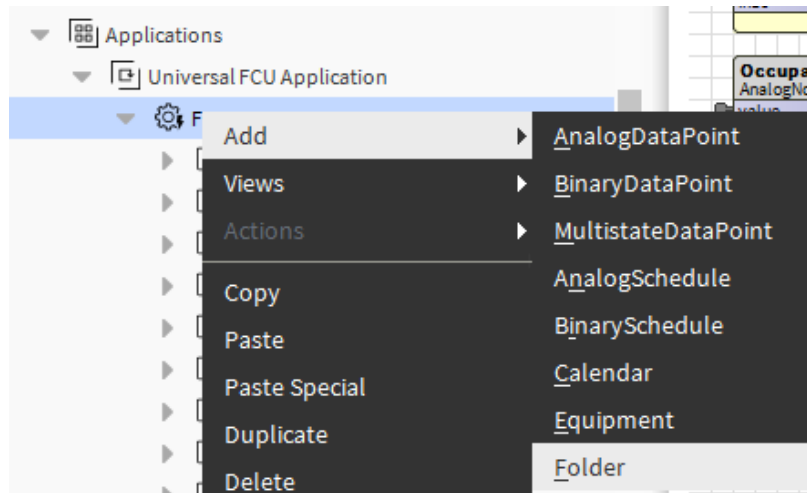 Applications
Universal FCU Application
F
Add
Views
Actions
Copy
Paste
Paste Special
Duplicate
Delete
AnalogDataPoint
BinaryDataPoint
MultistateDataPoint
AnalogSchedule
BinarySchedule
Calendar
Equipment
Folder
Occupa
AnalogNo
value